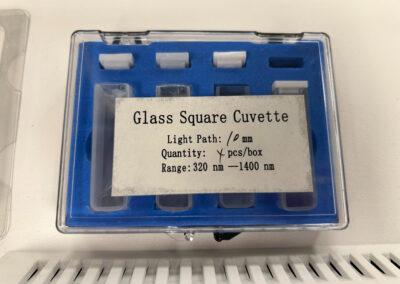 Glass Square Cuvette
Light Path: 10 mm
Quantity: 4 pcs/box
Range: 320 nm —1400 nm